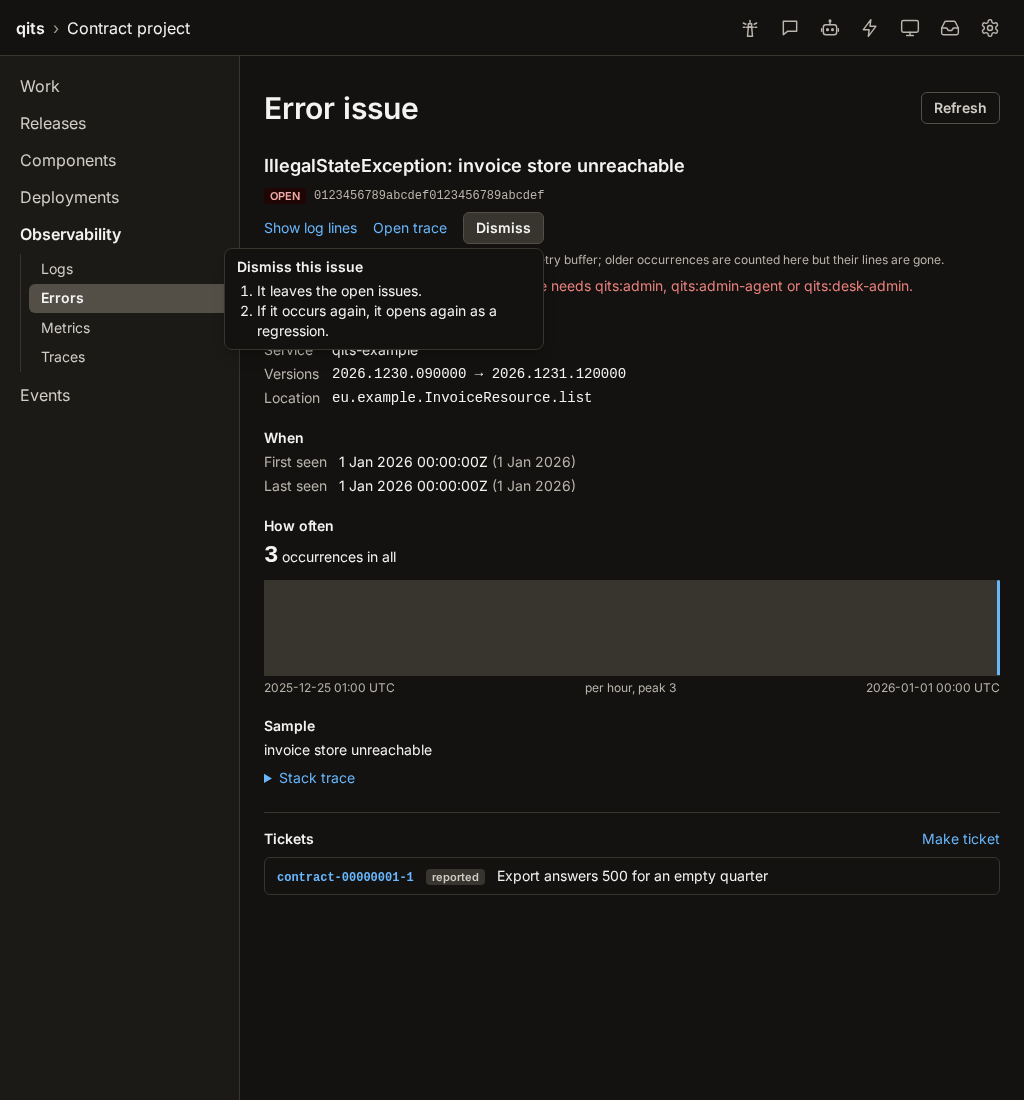 qits › Contract project
Work
Releases
Components
Deployments
Observability
Logs
Errors
Metrics
Traces
Events
Error issue
Refresh
IllegalStateException: invoice store unreachable
OPEN 0123456789abcdef0123456789abcdef
Show log lines Open trace Dismiss
Dismiss this issue
1. It leaves the open issues.
2. If it occurs again, it opens again as a
regression.
buffer; older occurrences are counted here but their lines are gone.
needs qits:admin, qits:admin-agent or qits:desk-admin.
Service qits-example
Versions 2026.1230.090000 → 2026.1231.120000
Location eu.example.InvoiceResource.list
When
First seen 1 Jan 2026 00:00:00Z (1 Jan 2026)
Last seen 1 Jan 2026 00:00:00Z (1 Jan 2026)
How often
3 occurrences in all
2025-12-25 01:00 UTC per hour, peak 3 2026-01-01 00:00 UTC
Sample
invoice store unreachable
Stack trace
Tickets Make ticket
contract-00000001-1 reported Export answers 500 for an empty quarter